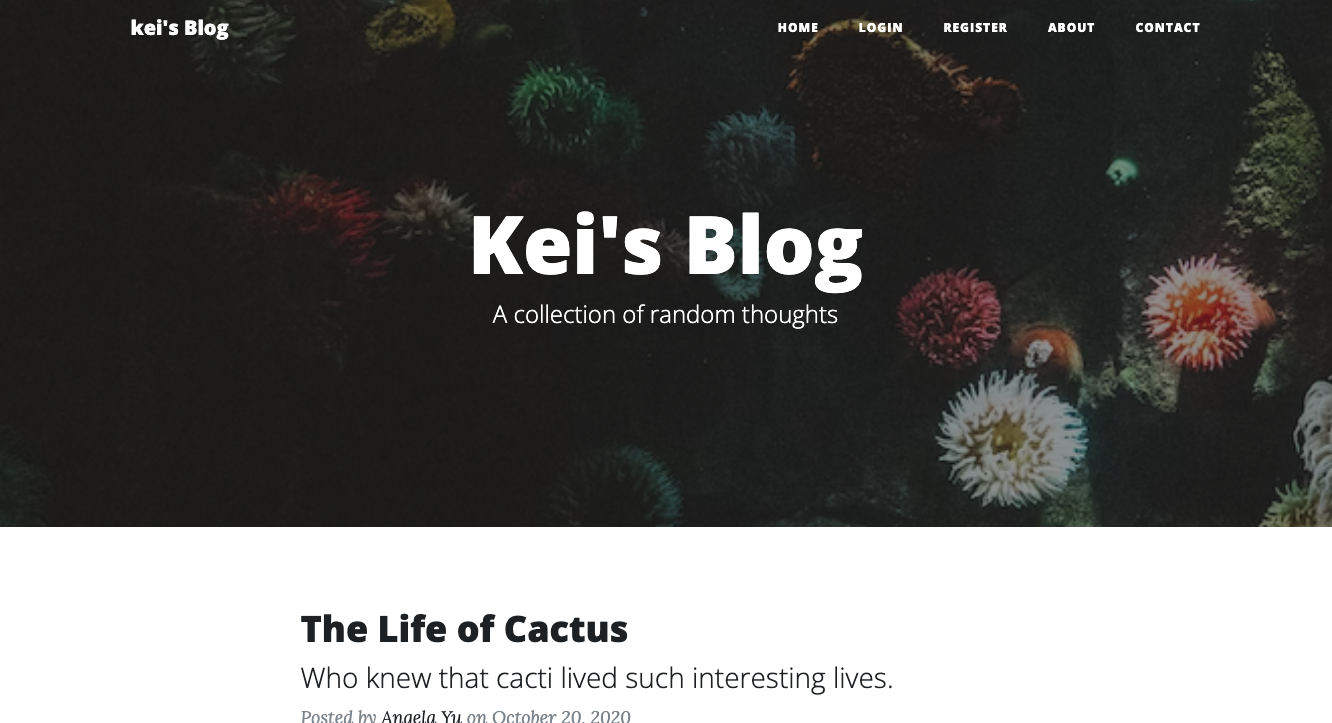 kei's Blog
HOME LOGIN REGISTER ABOUT CONTACT
Kei's Blog
A collection of random thoughts
The Life of Cactus
Who knew that cacti lived such interesting lives.
Posted by Angela Yu on October 20, 2020